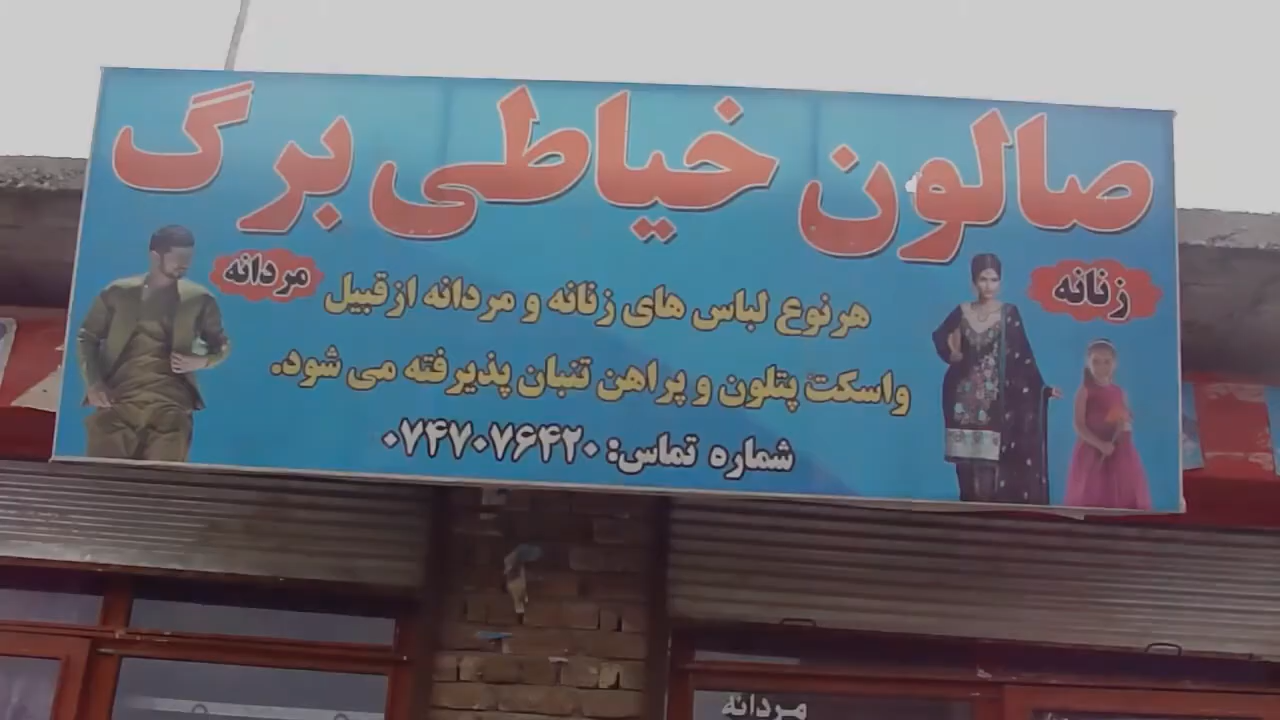 صالون خیاطی برگ
زنانه
مردانه
هرنوع لباس های زنانه و مردانه ازقبیل
واسکت پتلون و پراهن تنبان پذیرفته می شود.
شماره تماس: ۰۷۴۷۰۷۶۴۲۰
مردانه